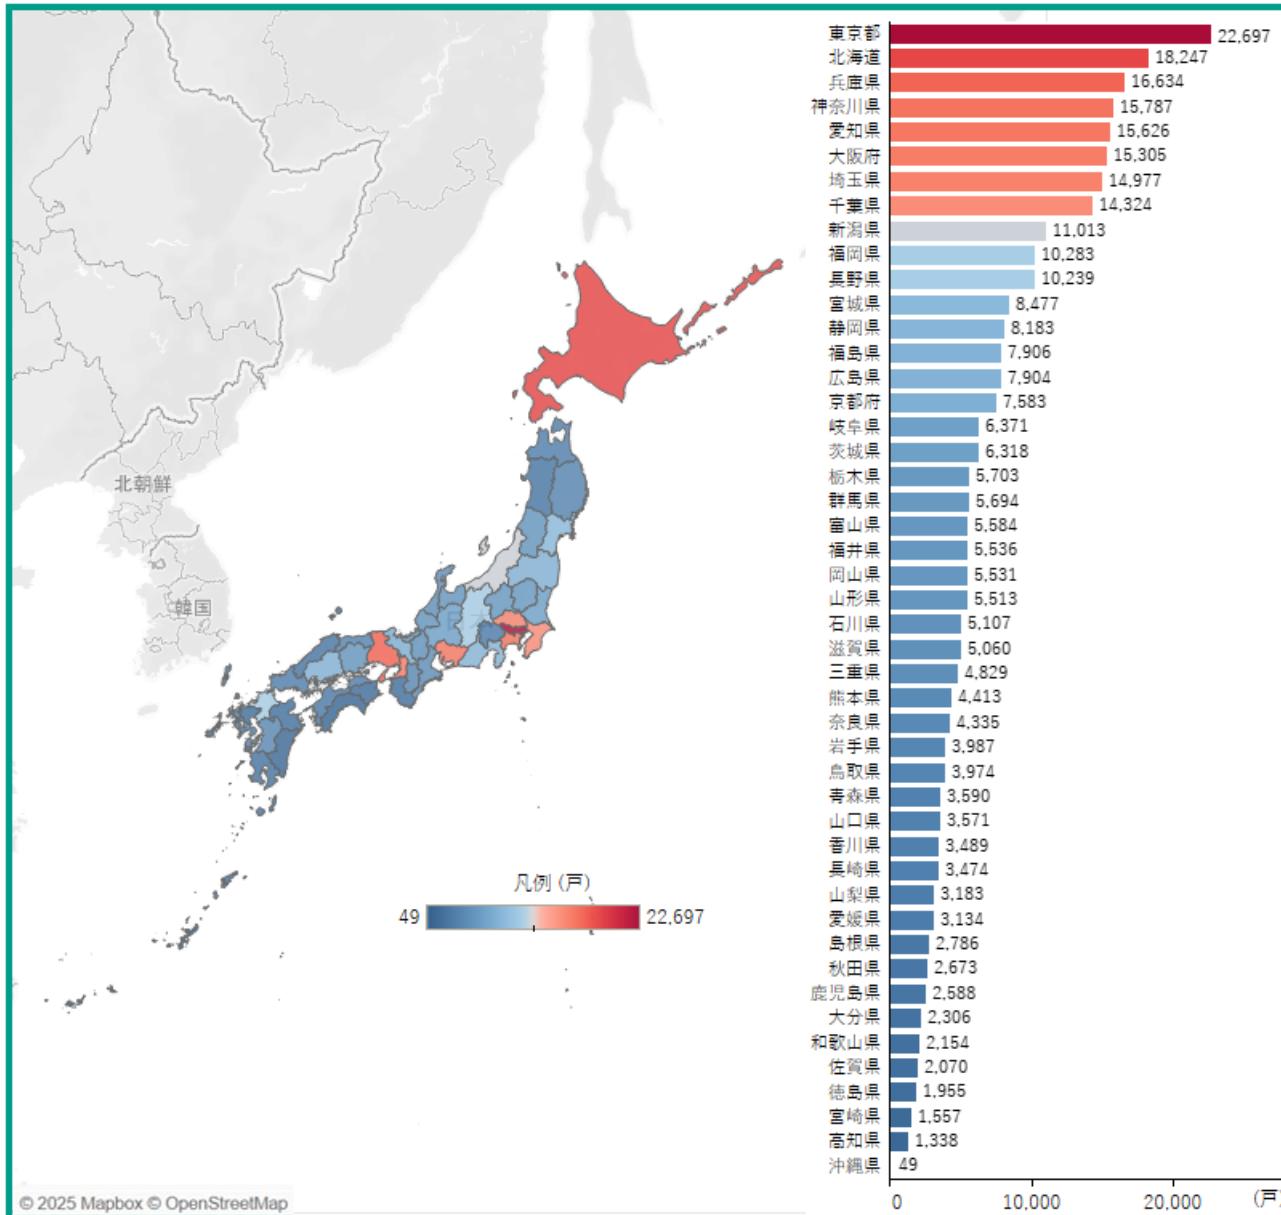 北朝鮮
韓国
凡例 (戸)
49
22,697
© 2025 Mapbox © OpenStreetMap
東京都 22,697
北海道 18,247
兵庫県 16,634
神奈川県 15,787
愛知県 15,626
大阪府 15,305
埼玉県 14,977
千葉県 14,324
新潟県 11,013
福岡県 10,283
長野県 10,239
宮城県 8,477
静岡県 8,183
福島県 7,906
広島県 7,904
京都府 7,583
岐阜県 6,371
茨城県 6,318
栃木県 5,703
群馬県 5,694
富山県 5,584
福井県 5,536
岡山県 5,531
山形県 5,513
石川県 5,107
滋賀県 5,060
三重県 4,829
熊本県 4,413
奈良県 4,335
岩手県 3,987
鳥取県 3,974
青森県 3,590
山口県 3,571
香川県 3,489
長崎県 3,474
山梨県 3,183
愛媛県 3,134
島根県 2,786
秋田県 2,673
鹿児島県 2,588
大分県 2,306
和歌山県 2,154
佐賀県 2,070
徳島県 1,955
宮崎県 1,557
高知県 1,338
沖縄県 49
0 10,000 20,000 (戸)